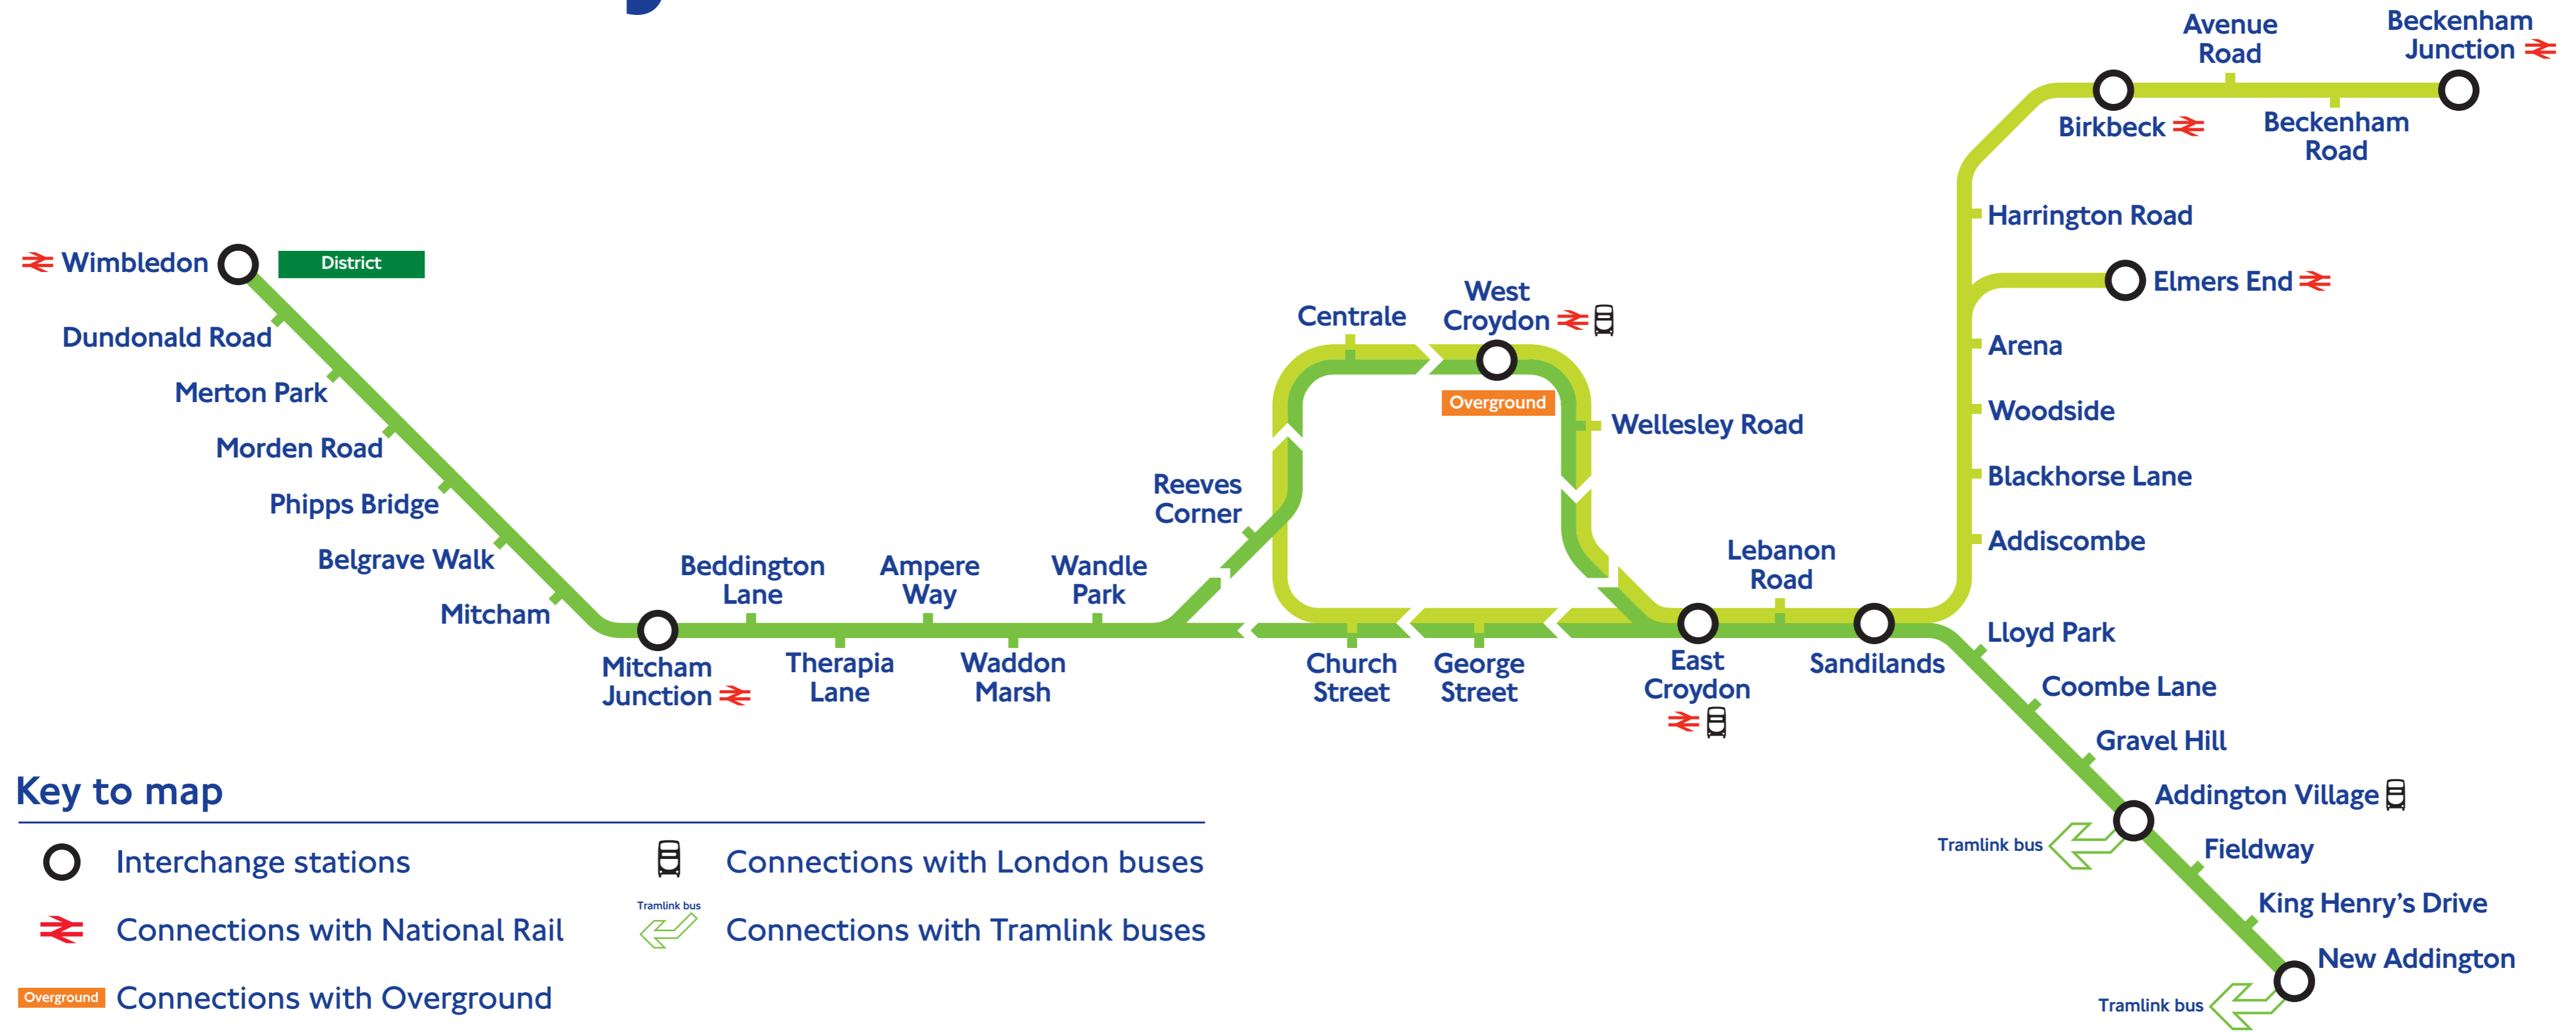 Avenue
Road
Beckenham
Junction
Birkbeck
Beckenham
Road
Harrington Road
Wimbledon
District
Elmers End
Dundonald Road
Centrale
West
Croydon
Arena
Merton Park
Overground
Woodside
Wellesley Road
Morden Road
Blackhorse Lane
Reeves
Corner
Phipps Bridge
Addiscombe
Belgrave Walk
Beddington
Lane
Ampere
Way
Wandle
Park
Lebanon
Road
Mitcham
Lloyd Park
Mitcham
Junction
Therapia
Lane
Waddon
Marsh
Church
Street
George
Street
East
Croydon
Sandilands
Coombe Lane
Gravel Hill
Addington Village
Tramlink bus
Fieldway
King Henry's Drive
New Addington
Tramlink bus
Key to map
Interchange stations
Connections with London buses
Connections with National Rail
Tramlink bus
Connections with Tramlink buses
Overground
Connections with Overground